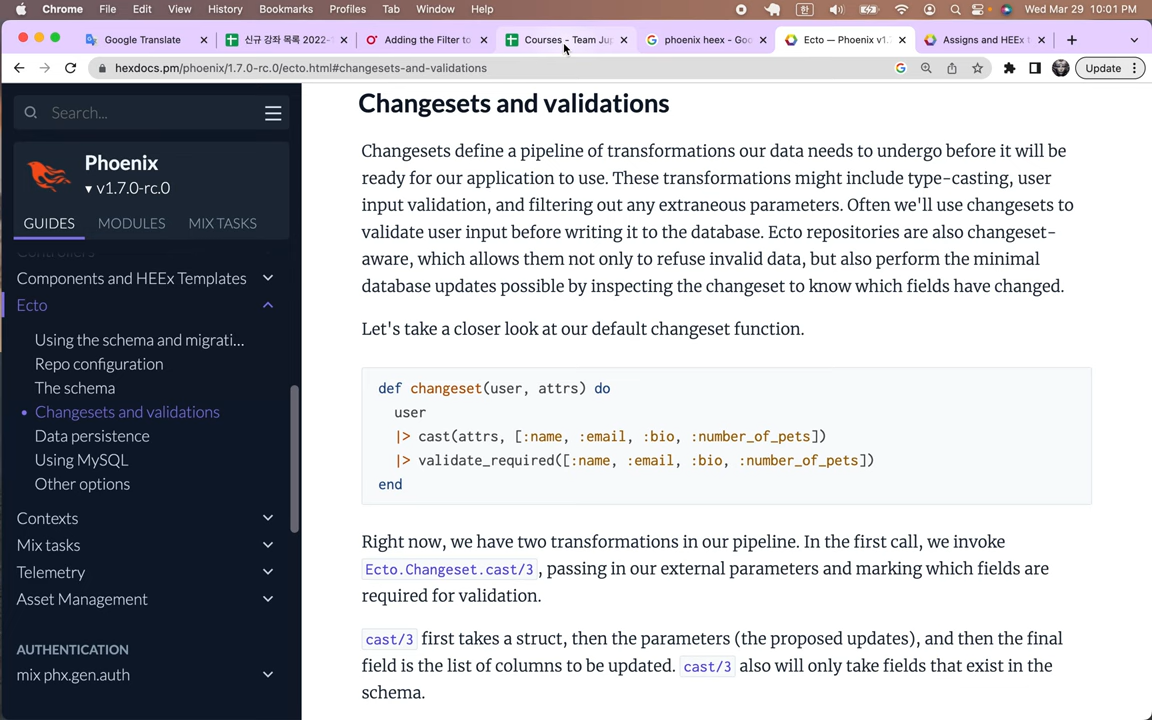 Chrome File Edit View History Bookmarks Profiles Tab Window Help 한 Wed Mar 29 10:01 PM
Google Translate 신규 강좌 목록 2022- Adding the Filter to Courses - Team Ju phoenix heex - Goo Ecto — Phoenix v1. Assigns and HEEx
hexdocs.pm/phoenix/1.7.0-rc.0/ecto.html#changesets-and-validations Update
Search...
Phoenix
▾ v1.7.0-rc.0
GUIDES MODULES MIX TASKS
Controllers
Components and HEEx Templates
Ecto
Using the schema and migrati...
Repo configuration
The schema
• Changesets and validations
Data persistence
Using MySQL
Other options
Contexts
Mix tasks
Telemetry
Asset Management
AUTHENTICATION
mix phx.gen.auth
Changesets and validations
Changesets define a pipeline of transformations our data needs to undergo before it will be
ready for our application to use. These transformations might include type-casting, user
input validation, and filtering out any extraneous parameters. Often we'll use changesets to
validate user input before writing it to the database. Ecto repositories are also changeset-
aware, which allows them not only to refuse invalid data, but also perform the minimal
database updates possible by inspecting the changeset to know which fields have changed.
Let's take a closer look at our default changeset function.
def changeset(user, attrs) do
user
|> cast(attrs, [:name, :email, :bio, :number_of_pets])
|> validate_required([:name, :email, :bio, :number_of_pets])
end
Right now, we have two transformations in our pipeline. In the first call, we invoke
Ecto.Changeset.cast/3, passing in our external parameters and marking which fields are
required for validation.
cast/3 first takes a struct, then the parameters (the proposed updates), and then the final
field is the list of columns to be updated. cast/3 also will only take fields that exist in the
schema.